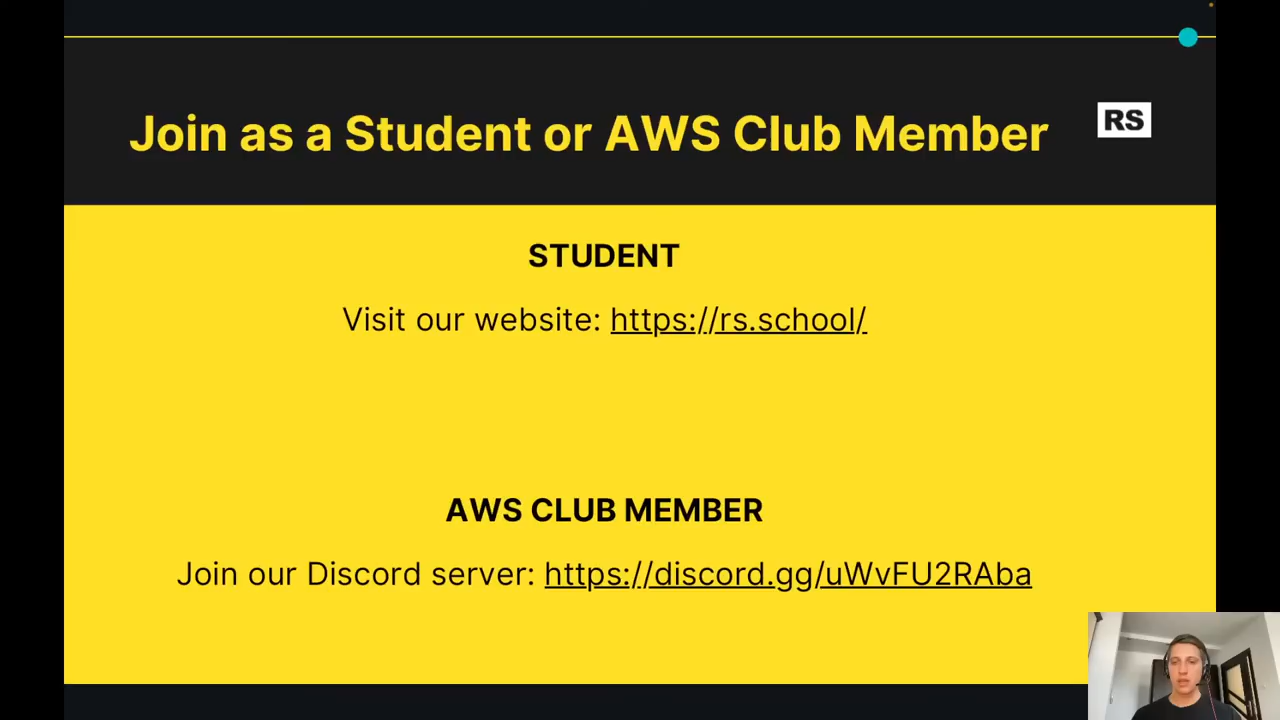 Join as a Student or AWS Club Member
RS
STUDENT
Visit our website: https://rs.school/
AWS CLUB MEMBER
Join our Discord server: https://discord.gg/uWvFU2RAba